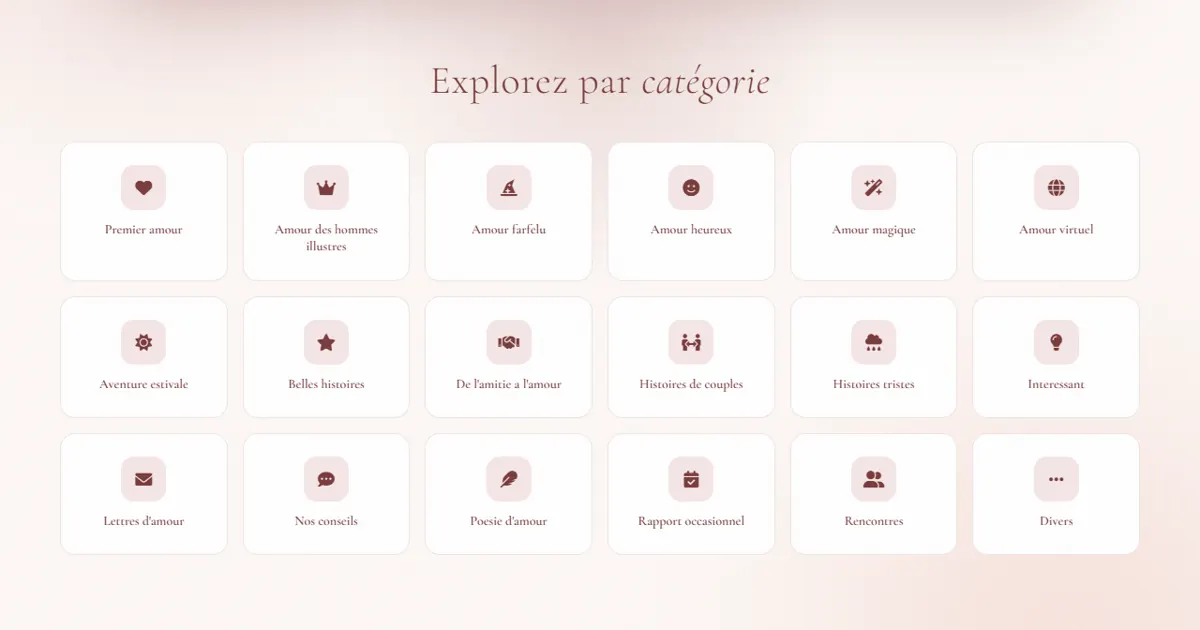 Explorez par catégorie
Premier amour
Amour des hommes
illustres
Amour farfelu
Amour heureux
Amour magique
Amour virtuel
Aventure estivale
Belles histoires
De l'amitie a l'amour
Histoires de couples
Histoires tristes
Interessant
Lettres d'amour
Nos conseils
Poesie d'amour
Rapport occasionnel
Rencontres
Divers